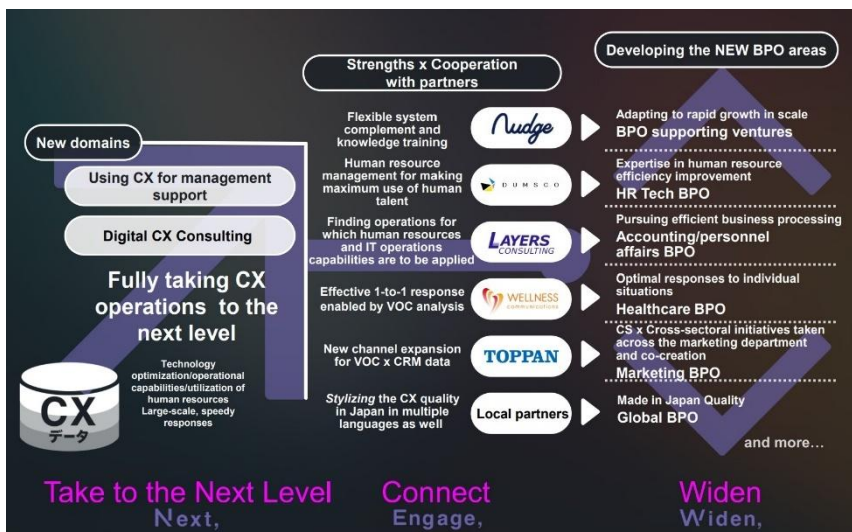 Developing the NEW BPO areas
Strengths x Cooperation
with partners
New domains
Using CX for management
support
Digital CX Consulting
Fully taking CX
operations to the
next level
CX
データ
Technology
optimization/operational
capabilities/utilization of
human resources
Large-scale, speedy
responses
Flexible system
complement and
knowledge training
Nudge
Adapting to rapid growth in scale
BPO supporting ventures
Human resource
management for making
maximum use of human
talent
DUMSCO
Expertise in human resource
efficiency improvement
HR Tech BPO
Finding operations for
which human resources
and IT operations
capabilities are to be applied
LAYERS
CONSULTING
Pursuing efficient business processing
Accounting/personnel
affairs BPO
Effective 1-to-1 response
enabled by VOC analysis
WELLNESS
communications
Optimal responses to individual
situations
Healthcare BPO
New channel expansion
for VOC x CRM data
TOPPAN
CS x Cross-sectoral initiatives taken
across the marketing department
and co-creation
Marketing BPO
Stylizing the CX quality
in Japan in multiple
languages as well
Local partners
Made in Japan Quality
Global BPO
and more…
Take to the Next Level
Next,
Connect
Engage,
Widen
Widen,